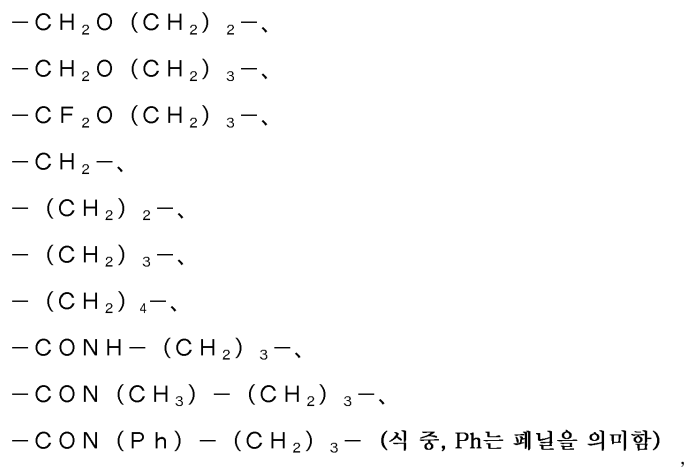 －ＣＨ₂Ｏ（ＣＨ₂）₂－、
－ＣＨ₂Ｏ（ＣＨ₂）₃－、
－ＣＦ₂Ｏ（ＣＨ₂）₃－、
－ＣＨ₂－、
－（ＣＨ₂）₂－、
－（ＣＨ₂）₃－、
－（ＣＨ₂）₄－、
－ＣＯＮＨ－（ＣＨ₂）₃－、
－ＣＯＮ（ＣＨ₃）－（ＣＨ₂）₃－、
－ＣＯＮ（Ｐｈ）－（ＣＨ₂）₃－ (식 중, Ph는 페닐을 의미함) ,